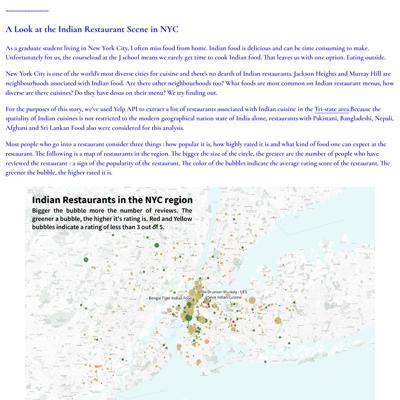 ~~~~~~~~~~~~~~
A Look at the Indian Restaurant Scene in NYC
As a graduate student living in New York City, I often miss food from home. Indian food is delicious and can be time consuming to make.
Unfortunately for us, the courseload at the J school means we rarely get time to cook Indian food. That leaves us with one option. Eating outside.
New York City is one of the world's most diverse cities for cuisine and there's no dearth of Indian restaurants. Jackson Heights and Murray Hill are
neighbourhoods associated with Indian food. Are there other neighbourhoods too? What foods are most common on Indian restaurant menus, how
diverse are their cuisines? Do they have dosas on their menu? We try finding out.
For the purposes of this story, we've used Yelp API to extract a list of restaurants associated with Indian cuisine in the Tri-state area.Because the
spatiality of Indian cuisines is not restricted to the modern geographical nation state of India alone, restaurants with Pakistani, Bangladeshi, Nepali,
Afghani and Sri Lankan Food also were considered for this analysis.
Most people who go into a restaurant consider three things : how popular it is, how highly rated it is and what kind of food one can expect at the
restaurant. The following is a map of restaurants in the region. The bigger the size of the circle, the greater are the number of people who have
reviewed the restaurant - a sign of the popularity of the restaurant. The color of the bubbles indicate the average rating score of the restaurant. The
greener the bubble, the higher rated it is.
Indian Restaurants in the NYC region
Bigger the bubble more the number of reviews. The
greener a bubble, the higher it's rating is. Red and Yellow
bubbles indicate a rating of less than 3 out of 5.
The Drunken Munkey - UES
Bengal Tiger Indian Food
Indian Cuisine